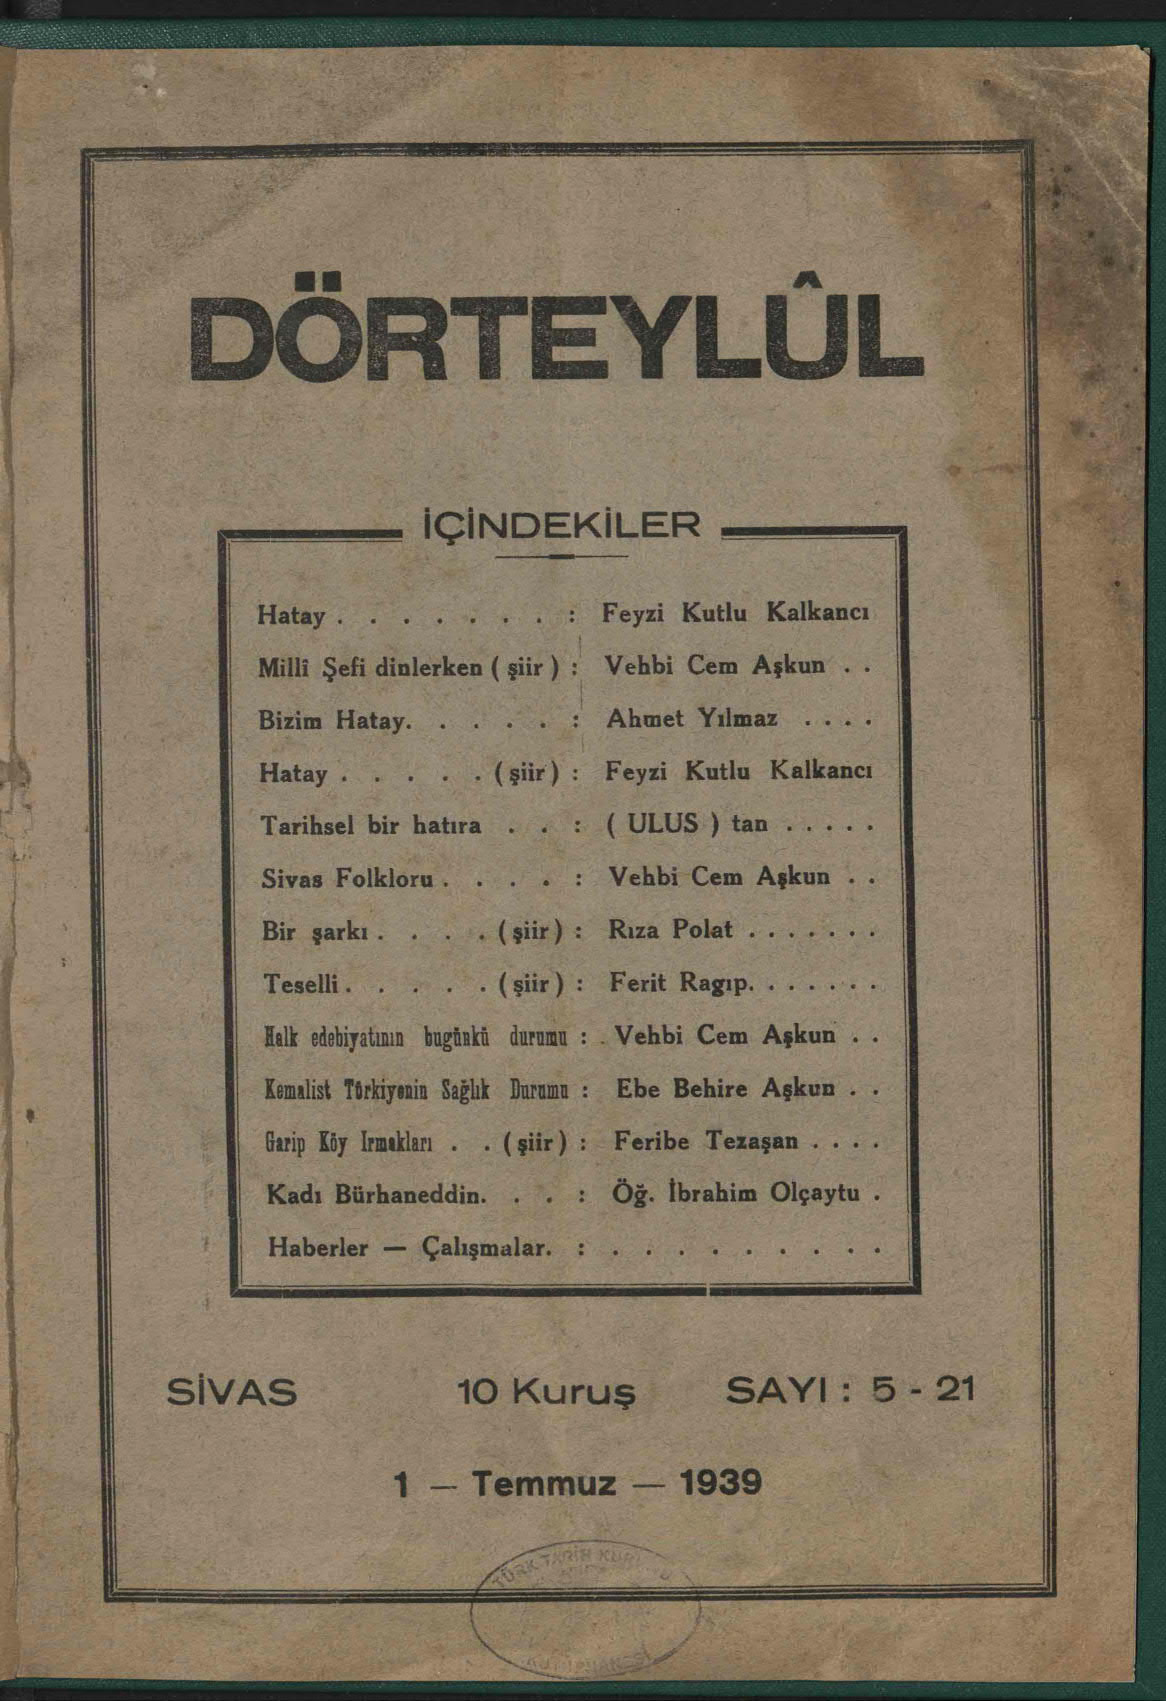 DÖRTEYLÛL
İÇİNDEKİLER
Hatay . . . . . . . : Feyzi Kutlu Kalkancı
Millî Şefi dinlerken ( şiir ) : Vehbi Cem Aşkun . .
Bizim Hatay. . . . . : Ahmet Yılmaz . . . .
Hatay . . . . . ( şiir ) : Feyzi Kutlu Kalkancı
Tarihsel bir hatıra . . : ( ULUS ) tan . . . . .
Sivas Folkloru . . . . : Vehbi Cem Aşkun . .
Bir şarkı . . . . ( şiir ) : Rıza Polat . . . . . . .
Teselli . . . . . ( şiir ) : Ferit Ragıp. . . . . . .
Halk edebiyatının bugünkü durumu : . Vehbi Cem Aşkun . .
Kemalist Türkiyenin Sağlık Durumu : Ebe Behire Aşkun . .
Garip Köy Irmakları . . ( şiir ) : Feribe Tezaşan . . . .
Kadı Bürhaneddin. . . : Öğ. İbrahim Olçaytu .
Haberler — Çalışmalar. : . . . . . . . . .
SİVAS 10 Kuruş SAYI : 5 - 21
1 — Temmuz — 1939
TÜRK TARİH